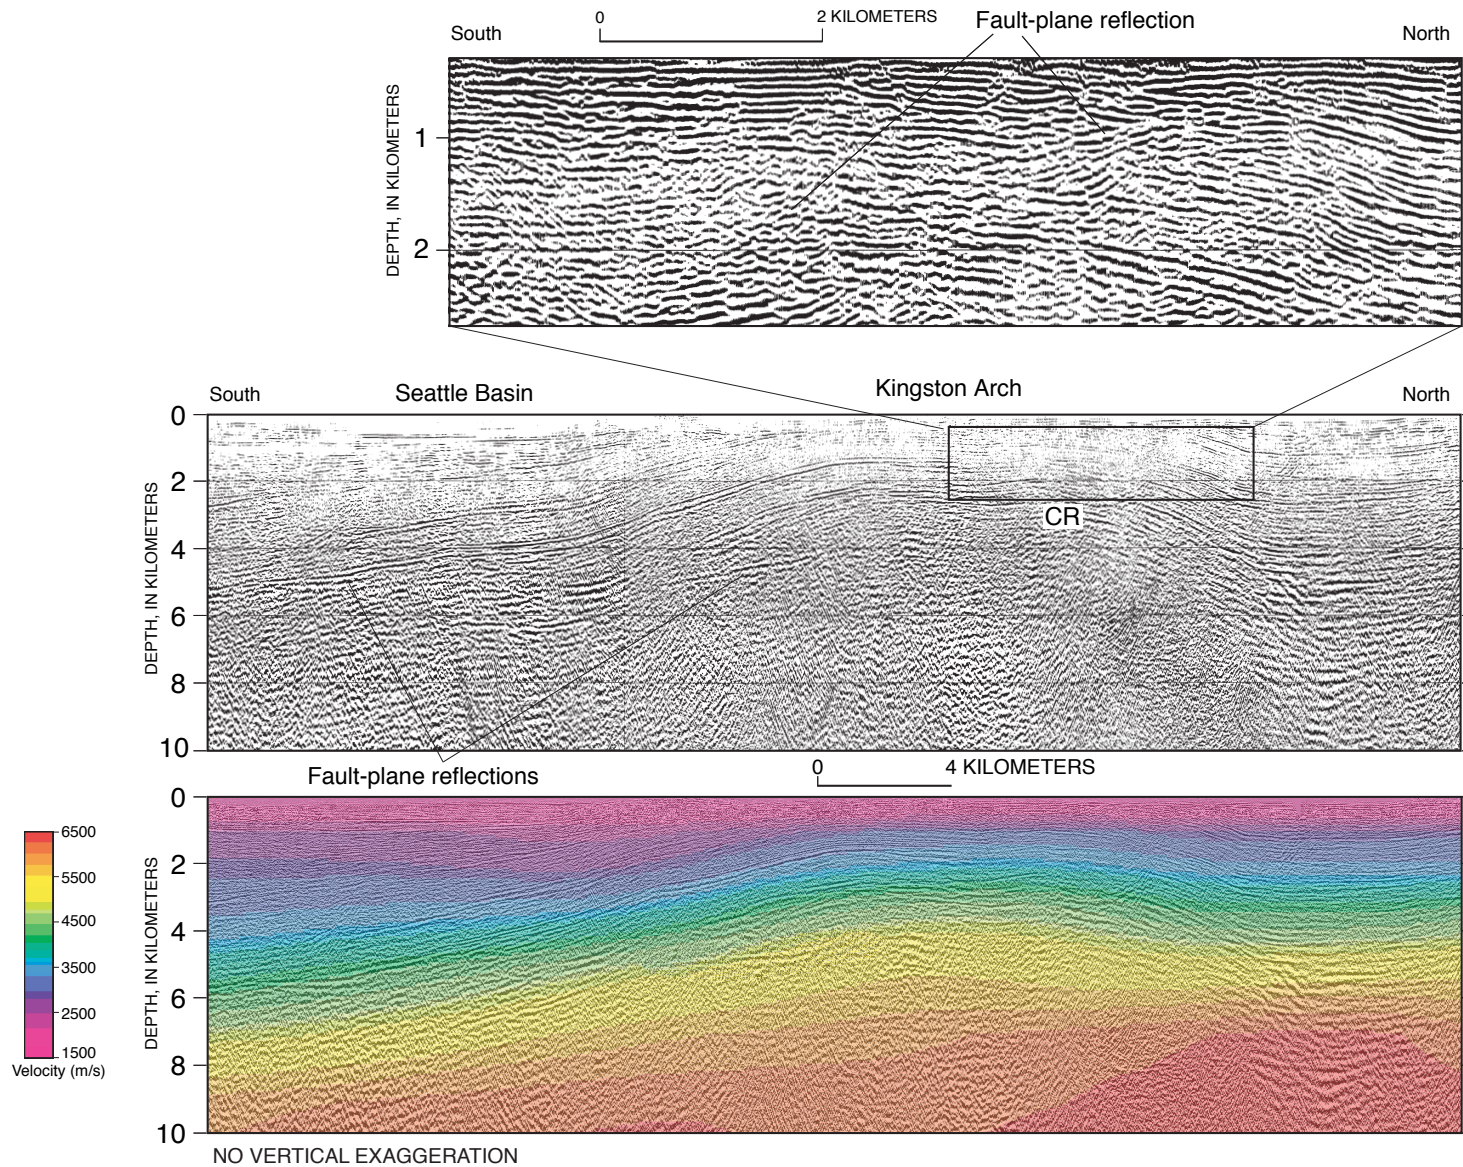 0 2 KILOMETERS Fault-plane reflection
South North
DEPTH, IN KILOMETERS
1
2
South Seattle Basin Kingston Arch North
DEPTH, IN KILOMETERS
0
2
4
6
8
10
CR
Fault-plane reflections
0 4 KILOMETERS
DEPTH, IN KILOMETERS
0
2
4
6
8
10
6500
5500
4500
3500
2500
1500
Velocity (m/s)
NO VERTICAL EXAGGERATION